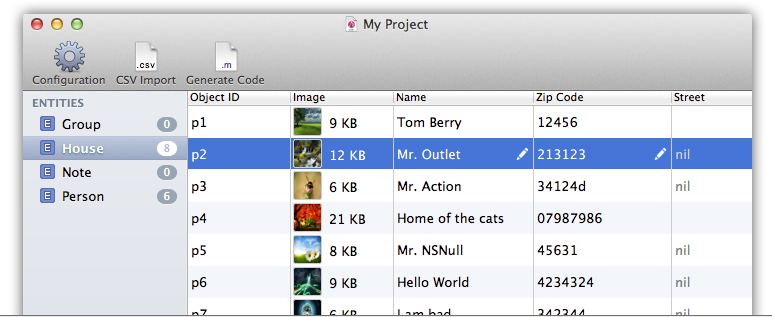 My Project
.csv
.m
Configuration CSV Import Generate Code
ENTITIES
Object ID Image Name Zip Code Street
E Group 0
E House 8
E Note 0
E Person 6
p1 9 KB Tom Berry 12456
p2 12 KB Mr. Outlet 213123 nil
p3 6 KB Mr. Action 34124d nil
p4 21 KB Home of the cats 07987986
p5 8 KB Mr. NSNull 45631 nil
p6 9 KB Hello World 4234324 nil
p7 6 KB I am bad 342344 nil